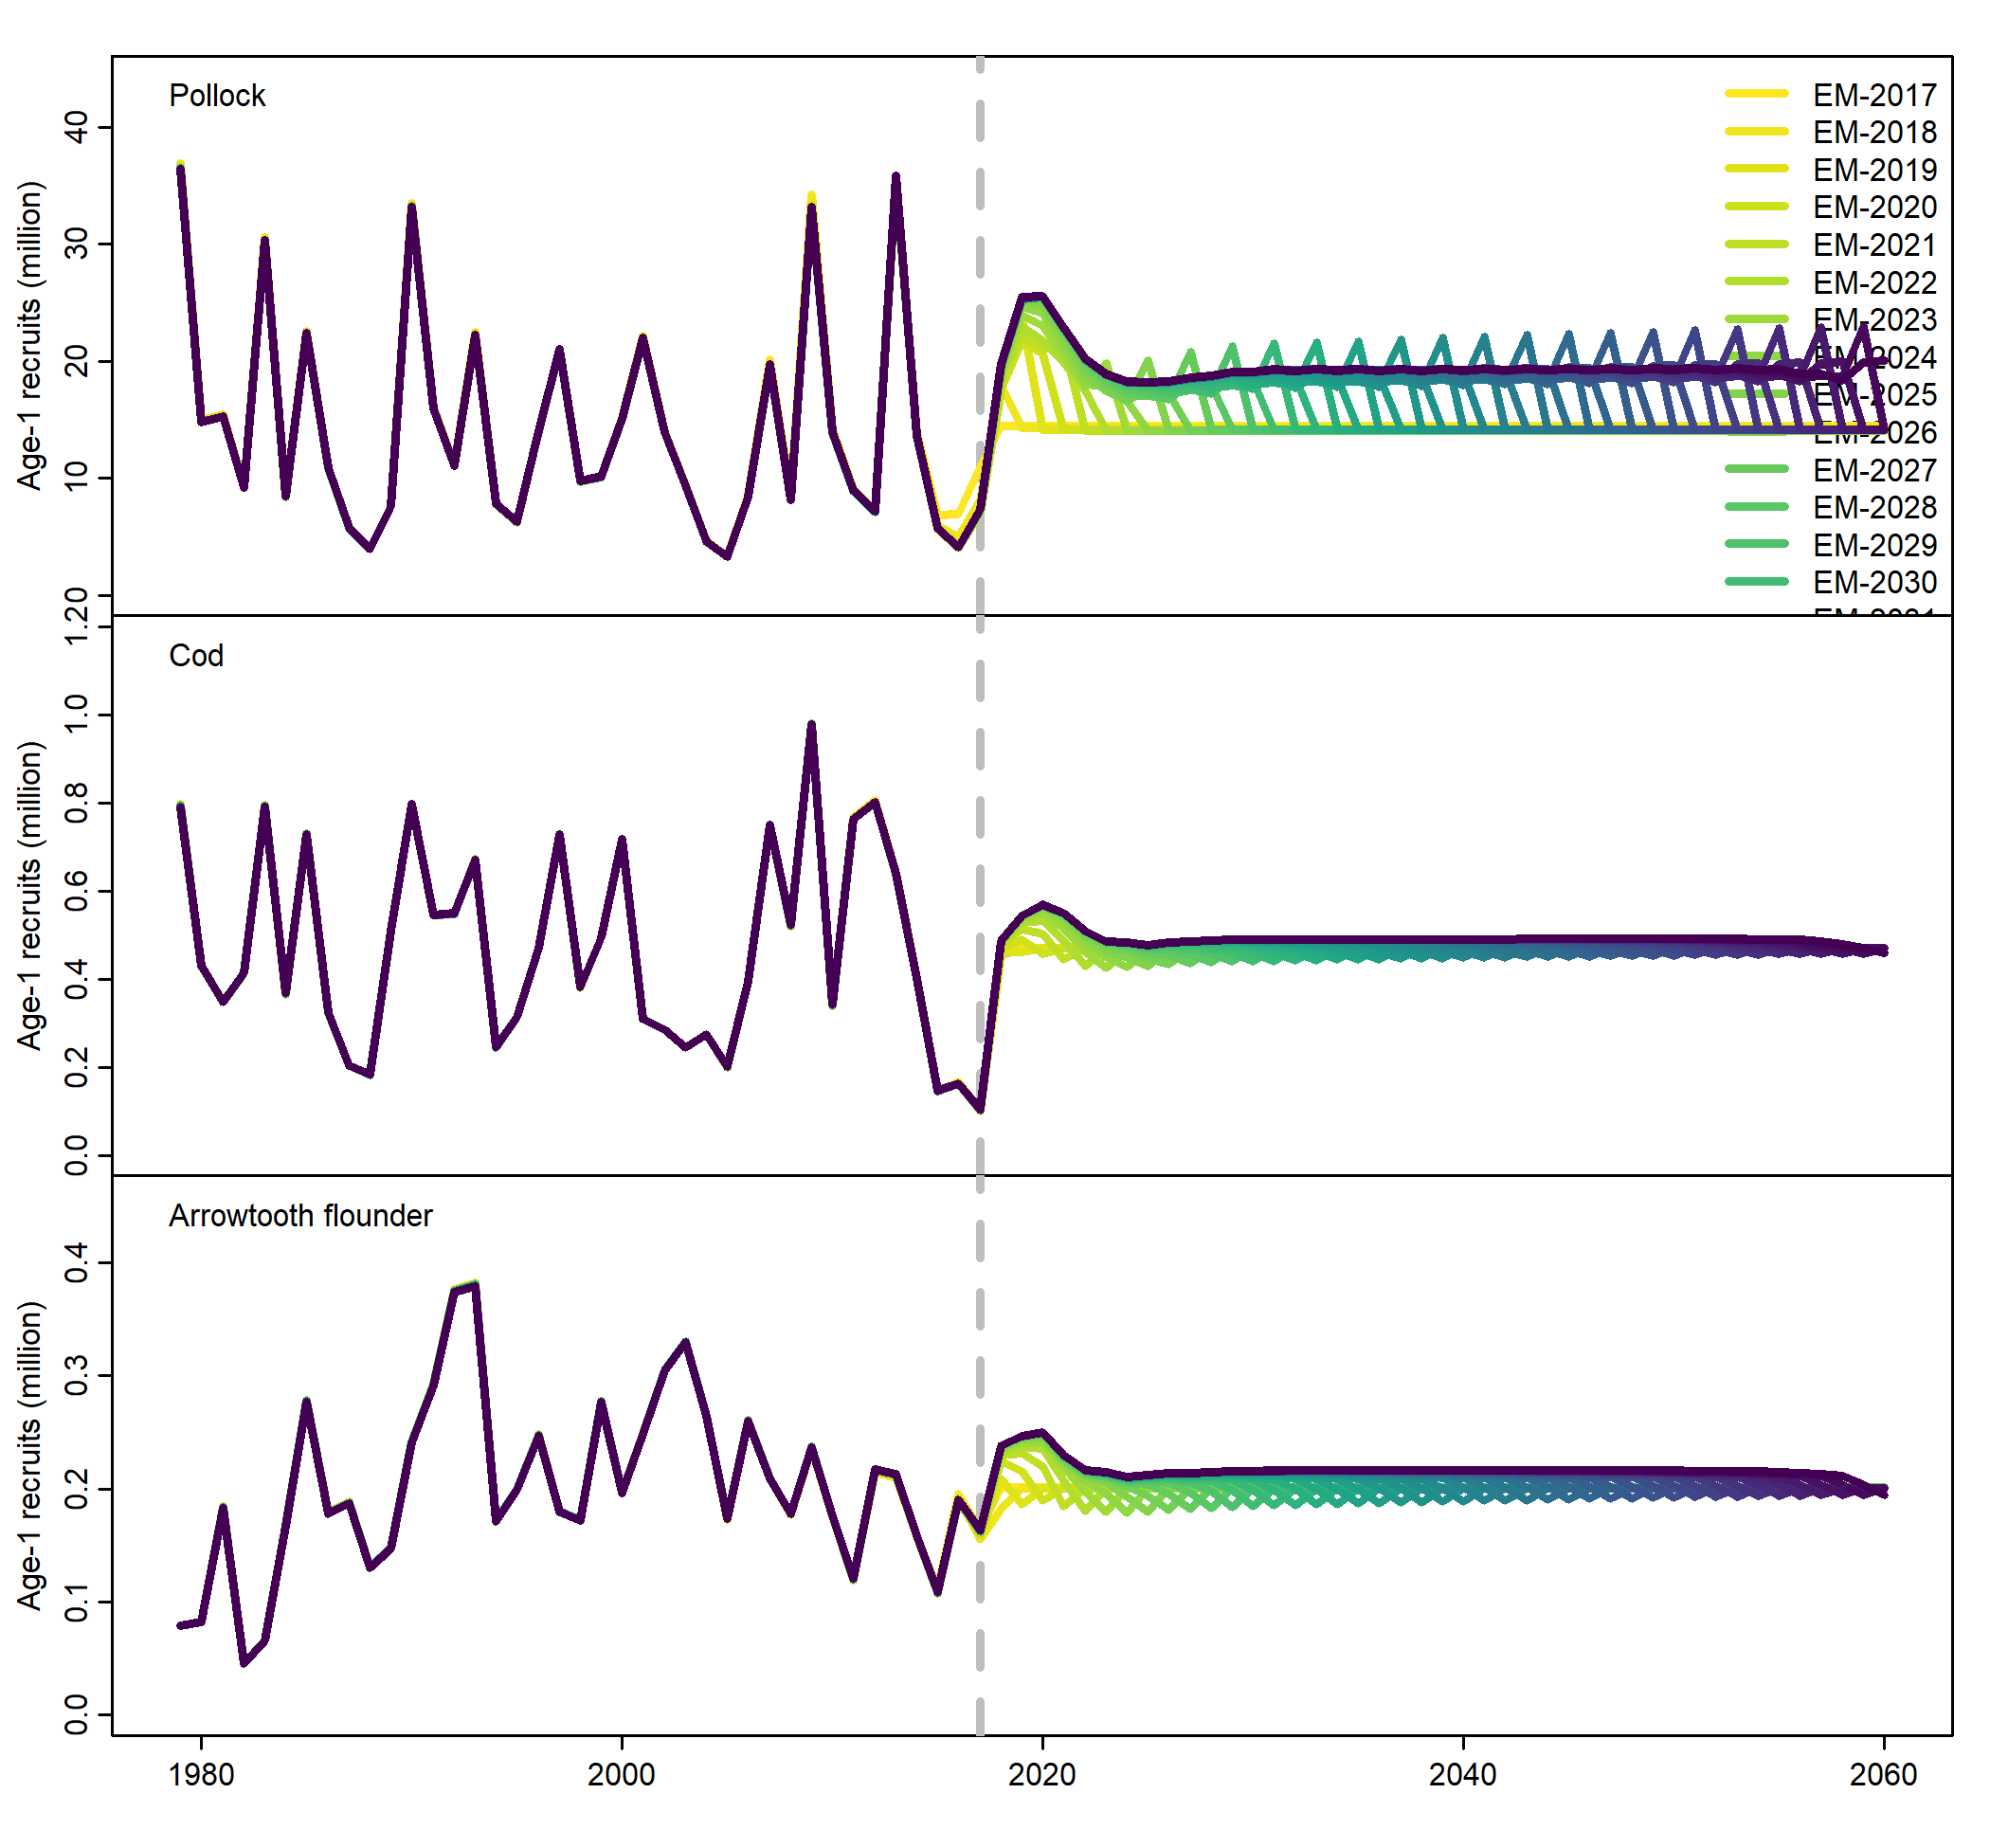 Pollock
EM-2017
EM-2018
EM-2019
EM-2020
EM-2021
EM-2022
EM-2023
EM-2024
EM-2025
EM-2026
EM-2027
EM-2028
EM-2029
EM-2030
40
30
20
10
0
Age-1 recruits (million)
Cod
1.2
1.0
0.8
0.6
0.4
0.2
0.0
Age-1 recruits (million)
Arrowtooth flounder
0.4
0.3
0.2
0.1
0.0
Age-1 recruits (million)
1980 2000 2020 2040 2060